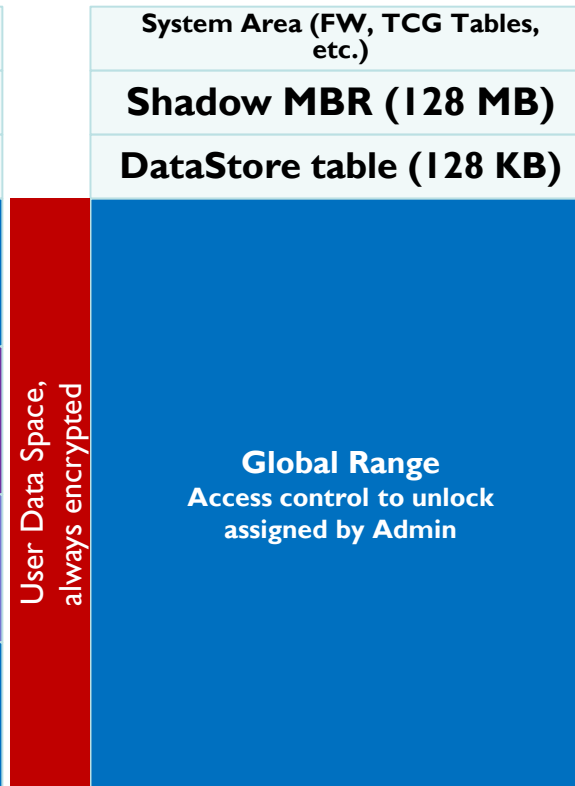 System Area (FW, TCG Tables,
etc.)
Shadow MBR (128 MB)
DataStore table (128 KB)
User Data Space,
always encrypted
Global Range
Access control to unlock
assigned by Admin